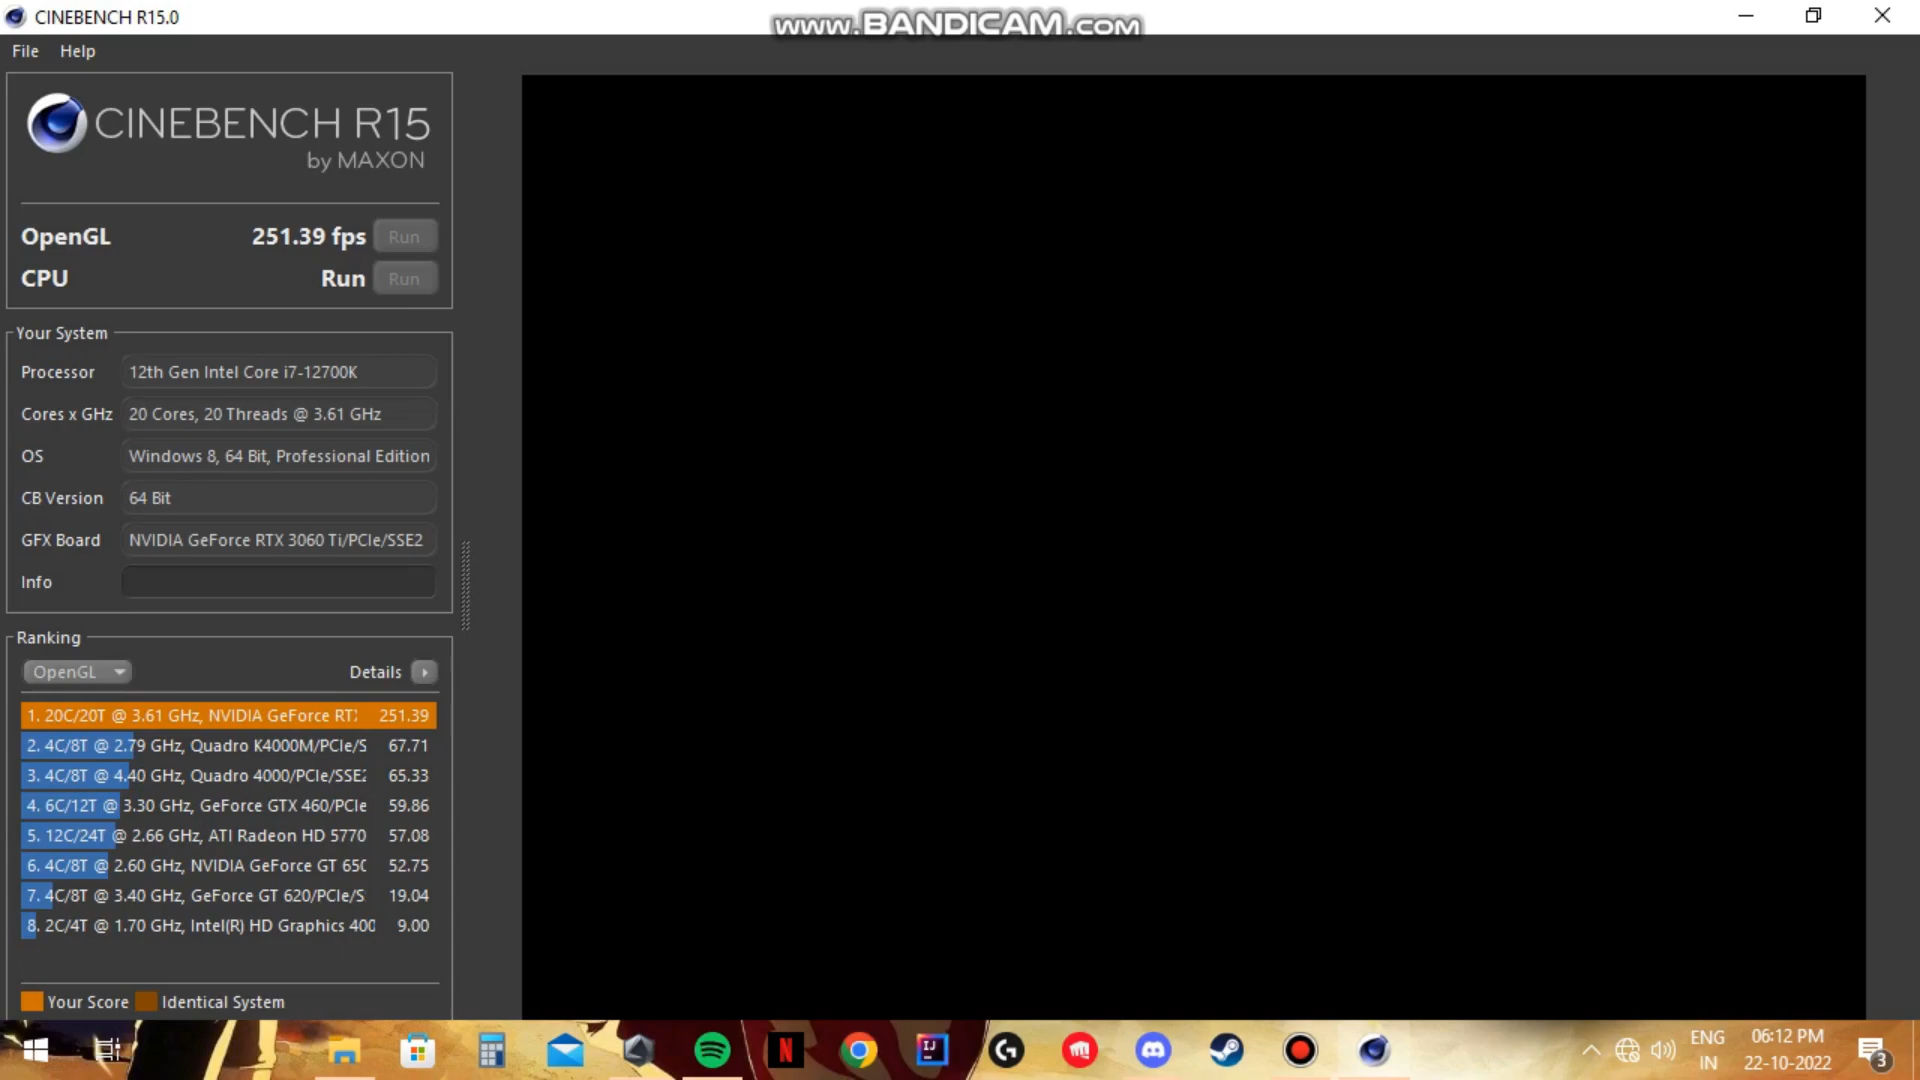 CINEBENCH R15.0
www.BANDICAM.com
File Help
CINEBENCH R15
by MAXON
OpenGL 251.39 fps Run
CPU Run Run
Your System
Processor 12th Gen Intel Core i7-12700K
Cores x GHz 20 Cores, 20 Threads @ 3.61 GHz
OS Windows 8, 64 Bit, Professional Edition
CB Version 64 Bit
GFX Board NVIDIA GeForce RTX 3060 Ti/PCIe/SSE2
Info
Ranking
OpenGL Details
1. 20C/20T @ 3.61 GHz, NVIDIA GeForce RTX 251.39
2. 4C/8T @ 2.79 GHz, Quadro K4000M/PCIe/S 67.71
3. 4C/8T @ 4.40 GHz, Quadro 4000/PCIe/SSE2 65.33
4. 6C/12T @ 3.30 GHz, GeForce GTX 460/PCIe 59.86
5. 12C/24T @ 2.66 GHz, ATI Radeon HD 5770 57.08
6. 4C/8T @ 2.60 GHz, NVIDIA GeForce GT 650 52.75
7. 4C/8T @ 3.40 GHz, GeForce GT 620/PCIe/S 19.04
8. 2C/4T @ 1.70 GHz, Intel(R) HD Graphics 400 9.00
Your Score Identical System
N
IJ
G
ENG 06:12 PM
IN 22-10-2022 3